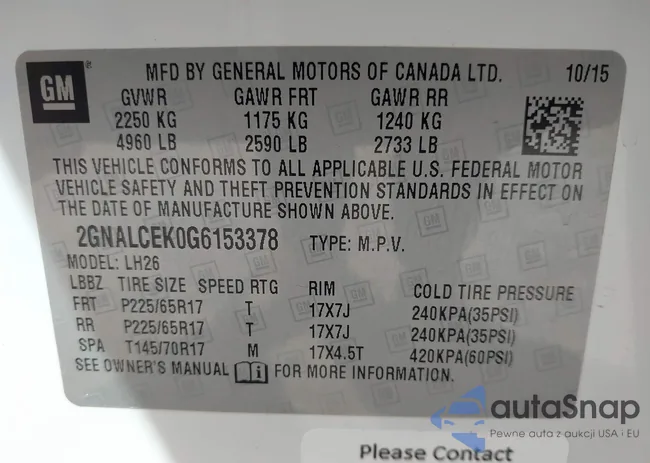 GM ® MFD BY GENERAL MOTORS OF CANADA LTD. 10/15
GVWR GAWR FRT GAWR RR
2250 KG 1175 KG 1240 KG
4960 LB 2590 LB 2733 LB
THIS VEHICLE CONFORMS TO ALL APPLICABLE U.S. FEDERAL MOTOR
VEHICLE SAFETY AND THEFT PREVENTION STANDARDS IN EFFECT ON
THE DATE OF MANUFACTURE SHOWN ABOVE.
2GNALCEK0G6153378 TYPE: M.P.V.
MODEL: LH26
LBBZ TIRE SIZE SPEED RTG RIM COLD TIRE PRESSURE
FRT P225/65R17 T 17X7J 240KPA(35PSI)
RR P225/65R17 T 17X7J 240KPA(35PSI)
SPA T145/70R17 M 17X4.5T 420KPA(60PSI)
SEE OWNER'S MANUAL i FOR MORE INFORMATION.
autaSnap
Pewne auta z aukcji USA i EU
Please Contact